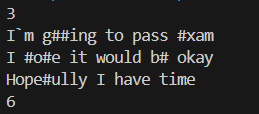 3
I`m g##ing to pass #xam
I #o#e it would b# okay
Hope#ully I have time
6